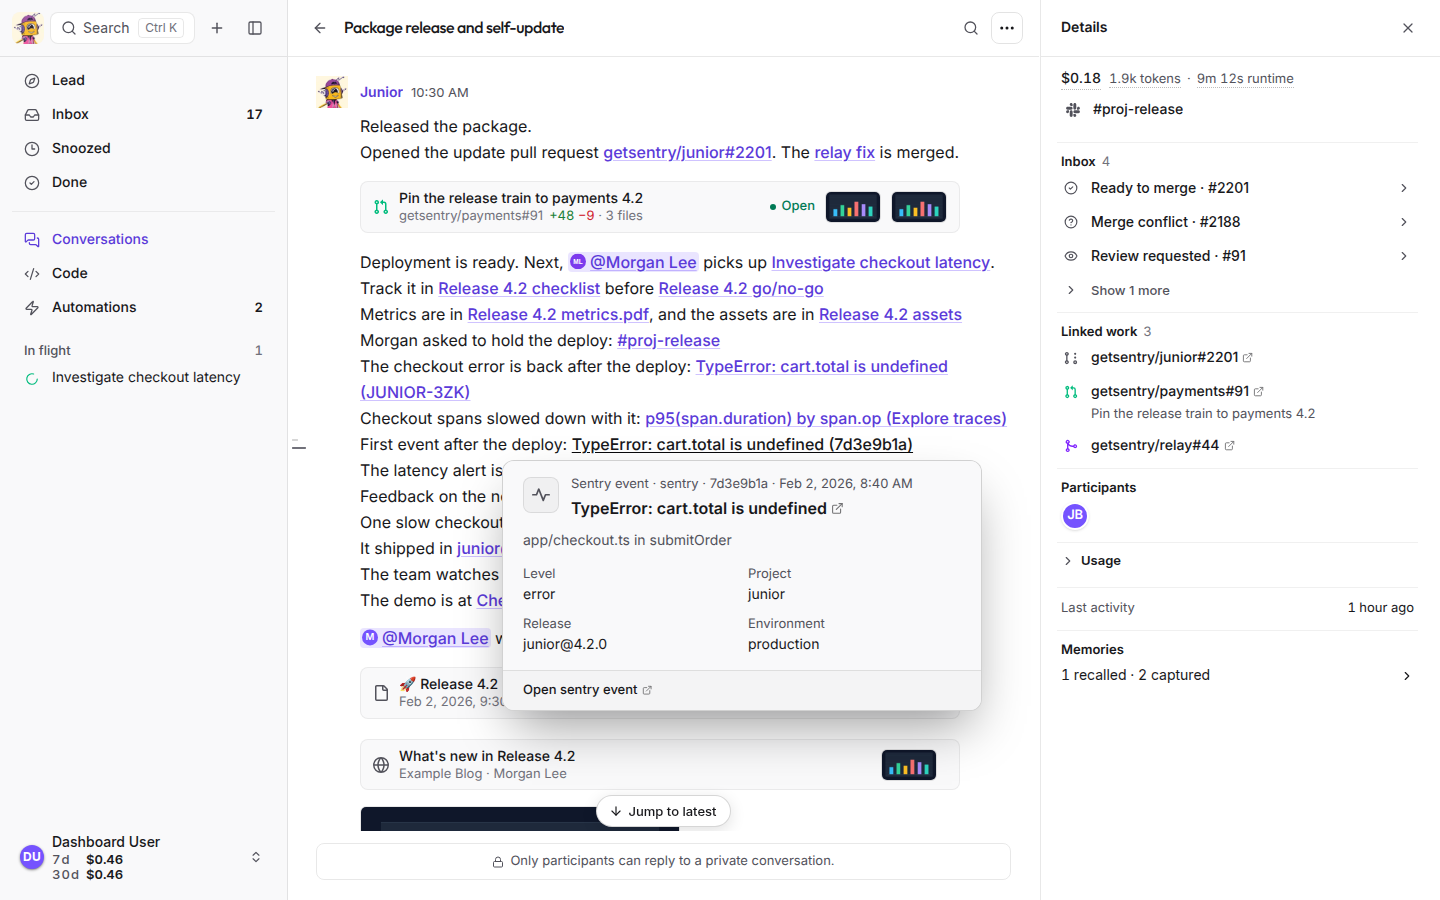 Search Ctrl K
Lead
Inbox 17
Snoozed
Done
Conversations
Code
Automations 2
In flight 1
Investigate checkout latency
DU Dashboard User
7d $0.46
30d $0.46
Package release and self-update
Junior 10:30 AM
Released the package.
Opened the update pull request getsentry/junior#2201. The relay fix is merged.
Pin the release train to payments 4.2
getsentry/payments#91 +48 −9 · 3 files
Open
Deployment is ready. Next, ML @Morgan Lee picks up Investigate checkout latency.
Track it in Release 4.2 checklist before Release 4.2 go/no-go
Metrics are in Release 4.2 metrics.pdf, and the assets are in Release 4.2 assets
Morgan asked to hold the deploy: #proj-release
The checkout error is back after the deploy: TypeError: cart.total is undefined
(JUNIOR-3ZK)
Checkout spans slowed down with it: p95(span.duration) by span.op (Explore traces)
First event after the deploy: TypeError: cart.total is undefined (7d3e9b1a)
The latency alert is
Feedback on the
One slow checkout
It shipped in junior
The team watches
The demo is at
M @Morgan Lee
🚀 Release 4.2
Feb 2, 2026,
Sentry event · sentry · 7d3e9b1a · Feb 2, 2026, 8:40 AM
TypeError: cart.total is undefined
app/checkout.ts in submitOrder
Level Project
error junior
Release Environment
junior@4.2.0 production
Open sentry event
What's new in Release 4.2
Example Blog · Morgan Lee
Jump to latest
Only participants can reply to a private conversation.
Details
$0.18 1.9k tokens · 9m 12s runtime
#proj-release
Inbox 4
Ready to merge · #2201
Merge conflict · #2188
Review requested · #91
Show 1 more
Linked work 3
getsentry/junior#2201
getsentry/payments#91
Pin the release train to payments 4.2
getsentry/relay#44
Participants
JB
Usage
Last activity 1 hour ago
Memories
1 recalled · 2 captured